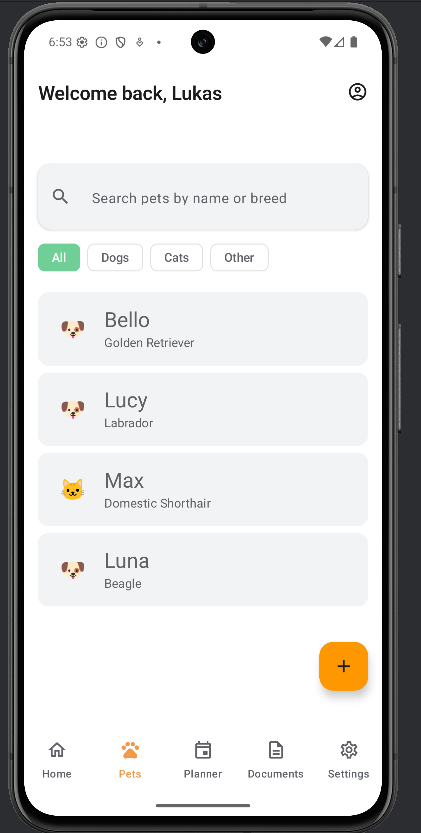 6:53
Welcome back, Lukas
Search pets by name or breed
All Dogs Cats Other
Bello
Golden Retriever
Lucy
Labrador
Max
Domestic Shorthair
Luna
Beagle
+
Home Pets Planner Documents Settings